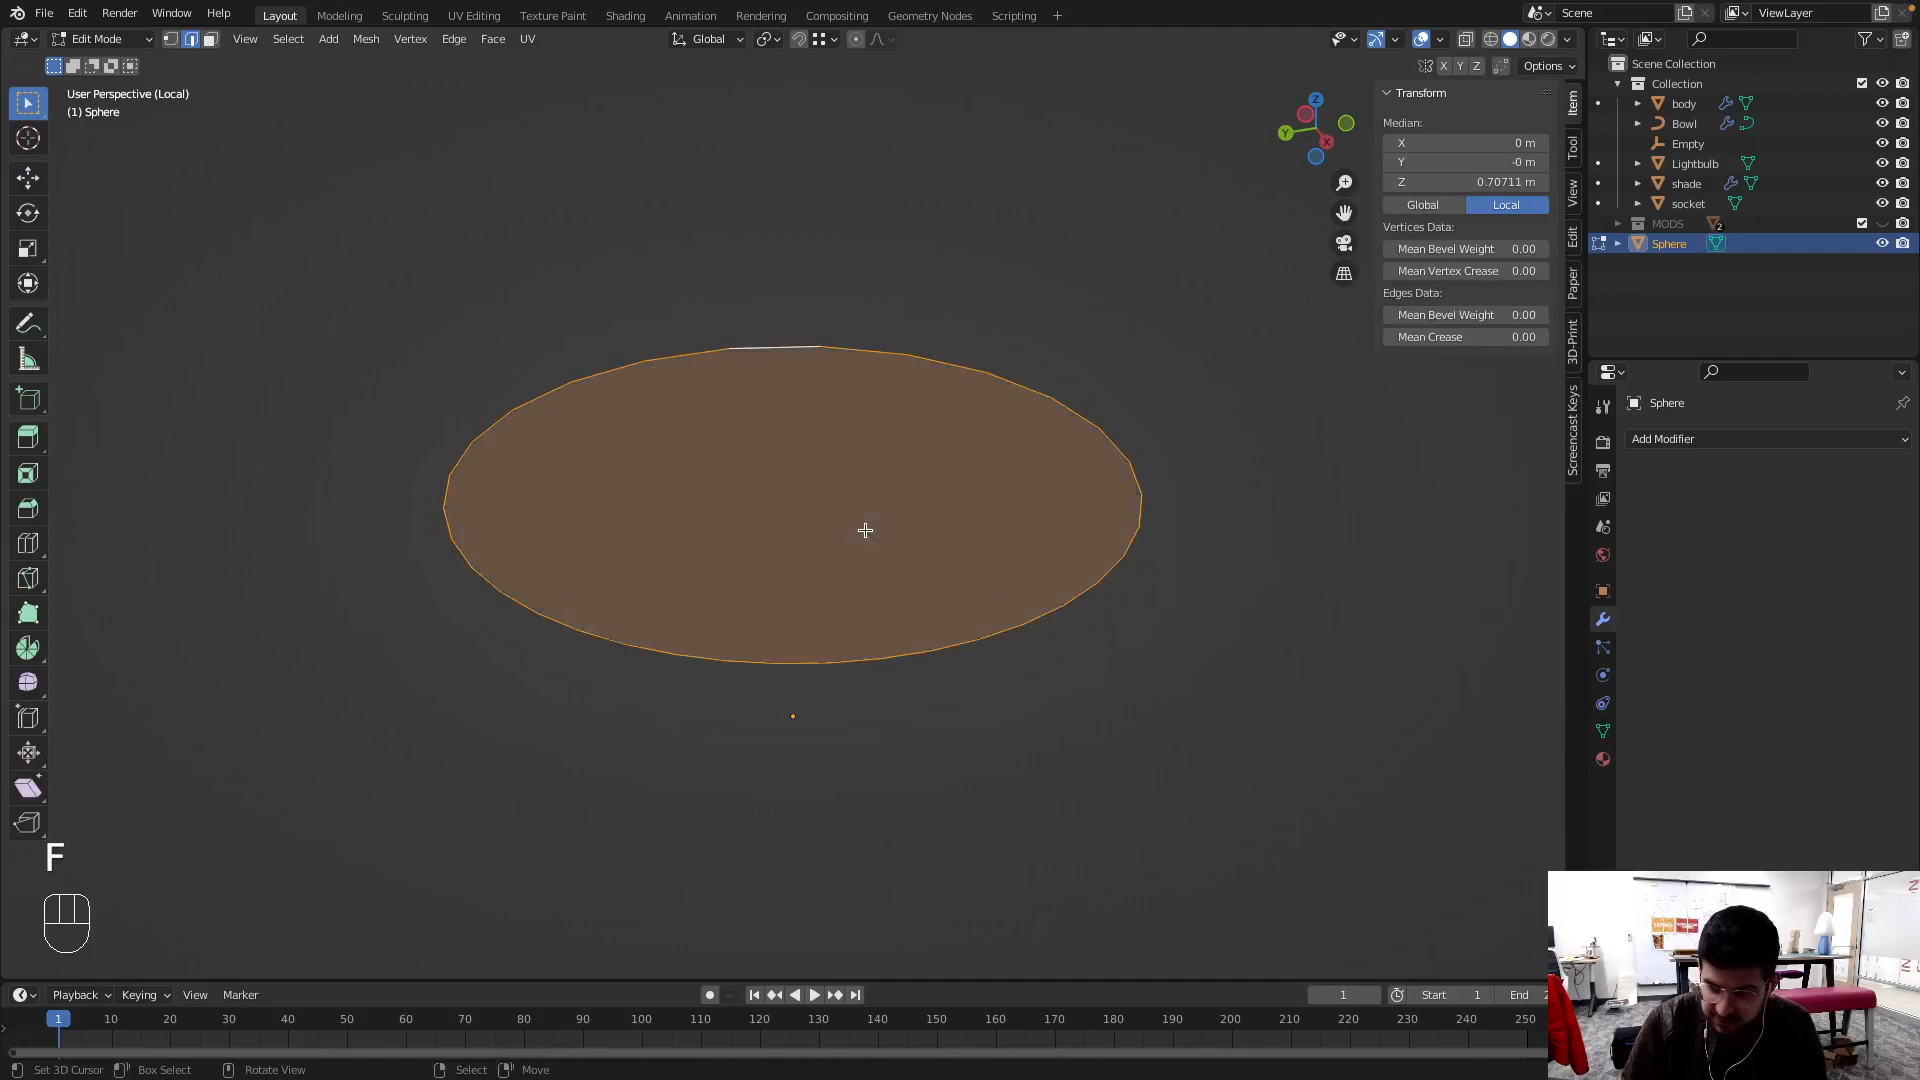 File Edit Render Window Help Layout Modeling Sculpting UV Editing Texture Paint Shading Animation Rendering Compositing Geometry Nodes Scripting + Scene ViewLayer
Edit Mode View Select Add Mesh Vertex Edge Face UV Global
X Y Z Options
User Perspective (Local)
(1) Sphere
Z
Y
X
Transform
Median:
X 0 m
Y -0 m
Z 0.70711 m
Global Local
Vertices Data:
Mean Bevel Weight 0.00
Mean Vertex Crease 0.00
Edges Data:
Mean Bevel Weight 0.00
Mean Crease 0.00
Item
Tool
View
Edit
Paper
3D-Print
Screencast Keys
Scene Collection
Collection
body
Bowl
Empty
Lightbulb
shade
socket
MODS 2
Sphere
Sphere
Add Modifier
F
Playback Keying View Marker 1 Start 1 End
1 10 20 30 40 50 60 70 80 90 100 110 120 130 140 150 160 170 180 190 200 210 220 230 240 250
Set 3D Cursor Box Select Rotate View Select Move